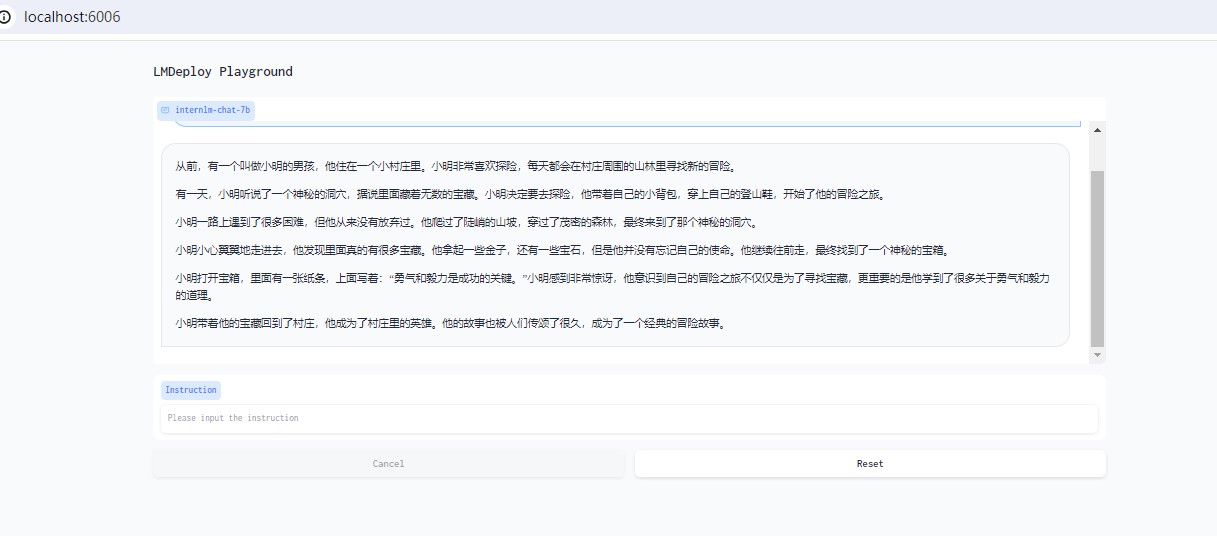 localhost:6006
LMDeploy Playground
internlm-chat-7b
从前，有一个叫做小明的男孩，他住在一个小村庄里。小明非常喜欢探险，每天都会在村庄周围的山林里寻找新的冒险。
有一天，小明听说了一个神秘的洞穴，据说里面藏着无数的宝藏。小明决定要去探险，他带着自己的小背包，穿上自己的登山鞋，开始了他的冒险之旅。
小明一路上遇到了很多困难，但他从来没有放弃过。他爬过了陡峭的山坡，穿过了茂密的森林，最终来到了那个神秘的洞穴。
小明小心翼翼地走进去，他发现里面真的有很多宝藏。他拿起一些金子，还有一些宝石，但是他并没有忘记自己的使命。他继续往前走，最终找到了一个神秘的宝箱。
小明打开宝箱，里面有一张纸条，上面写着：“勇气和毅力是成功的关键。”小明感到非常惊讶，他意识到自己的冒险之旅不仅仅是为了寻找宝藏，更重要的是他学到了很多关于勇气和毅力
的道理。
小明带着他的宝藏回到了村庄，他成为了村庄里的英雄。他的故事也被人们传颂了很久，成为了一个经典的冒险故事。
Instruction
Please input the instruction
Cancel
Reset